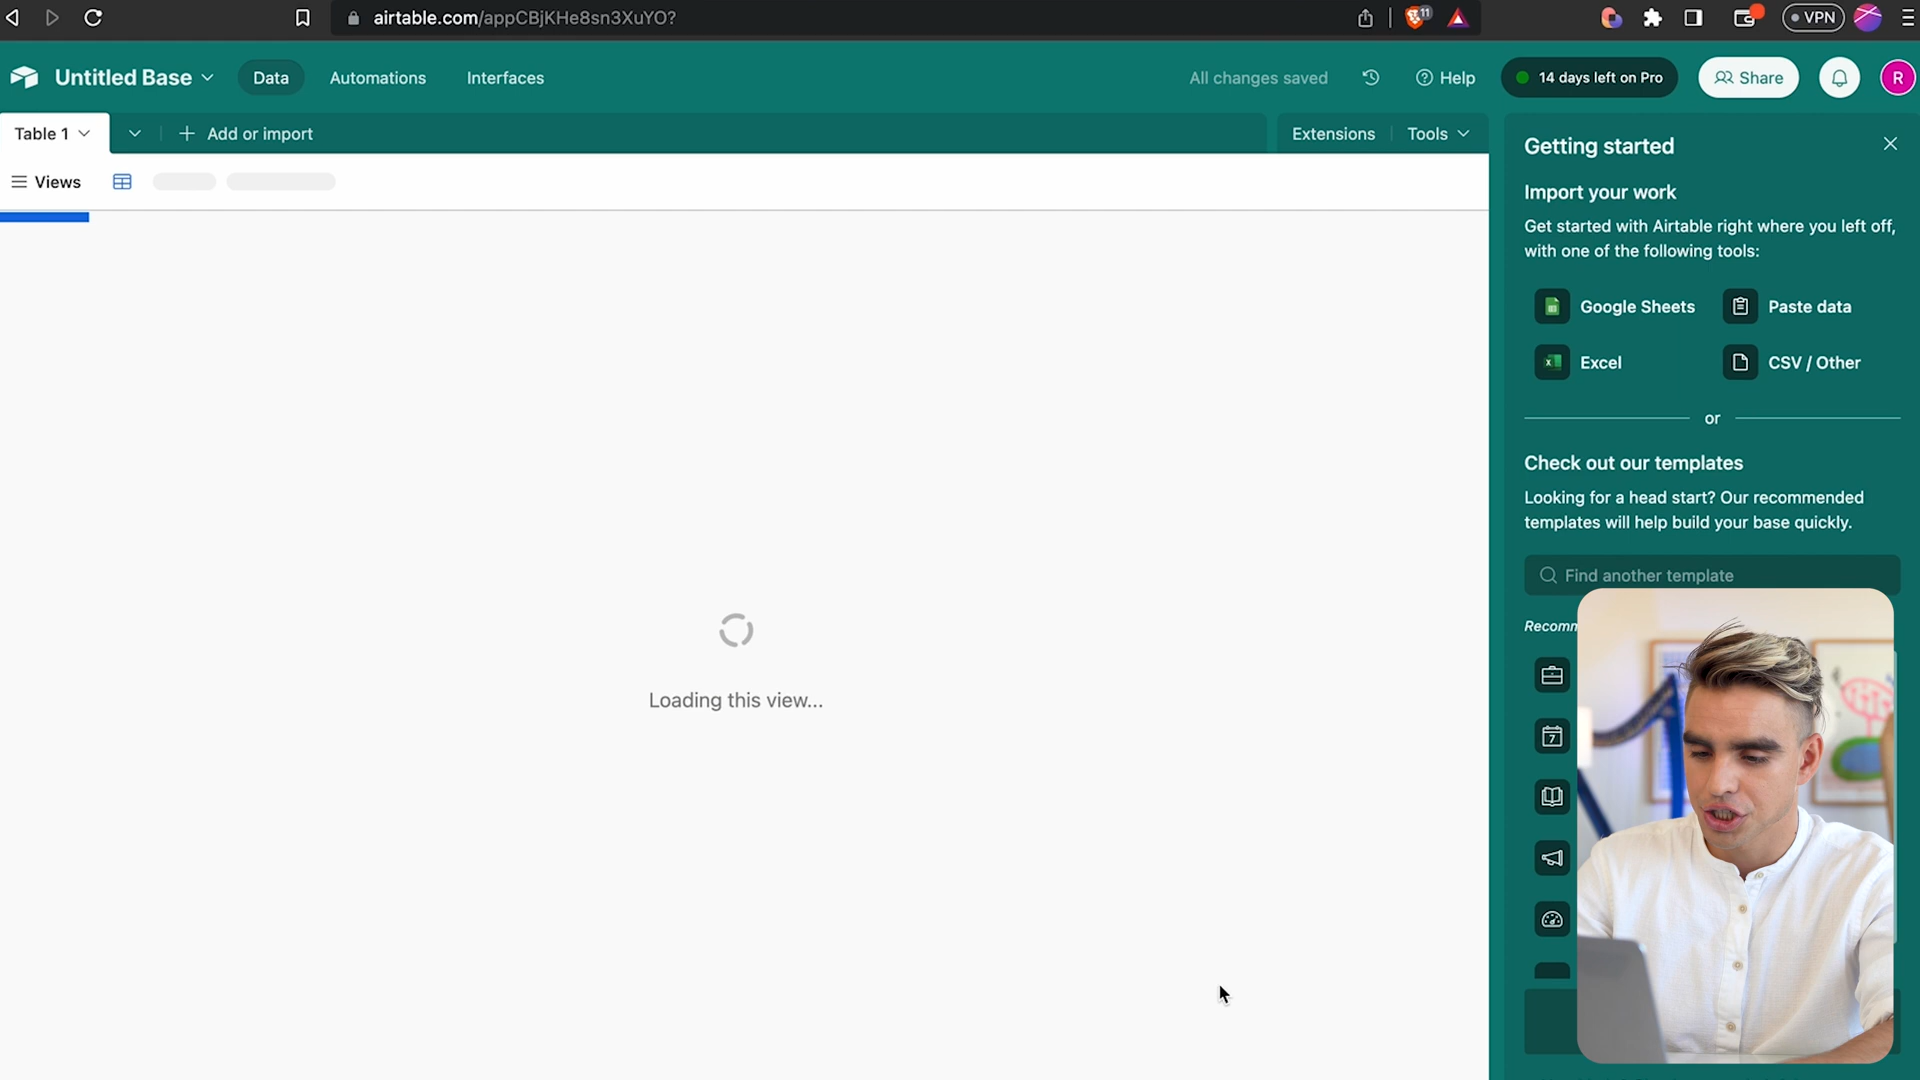 airtable.com/appCBjKHe8sn3XuYO?
11
VPN
Untitled Base
Data
Automations
Interfaces
All changes saved
Help
14 days left on Pro
Share
R
Table 1
Add or import
Extensions
Tools
Views
Loading this view...
Getting started
Import your work
Get started with Airtable right where you left off,
with one of the following tools:
Google Sheets
Paste data
Excel
CSV / Other
or
Check out our templates
Looking for a head start? Our recommended
templates will help build your base quickly.
Find another template
7